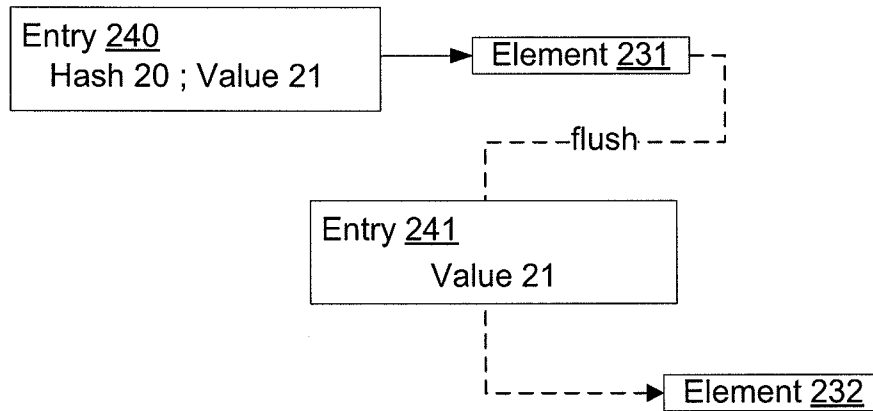 Entry 240
Hash 20 ; Value 21
Element 231
flush
Entry 241
Value 21
Element 232